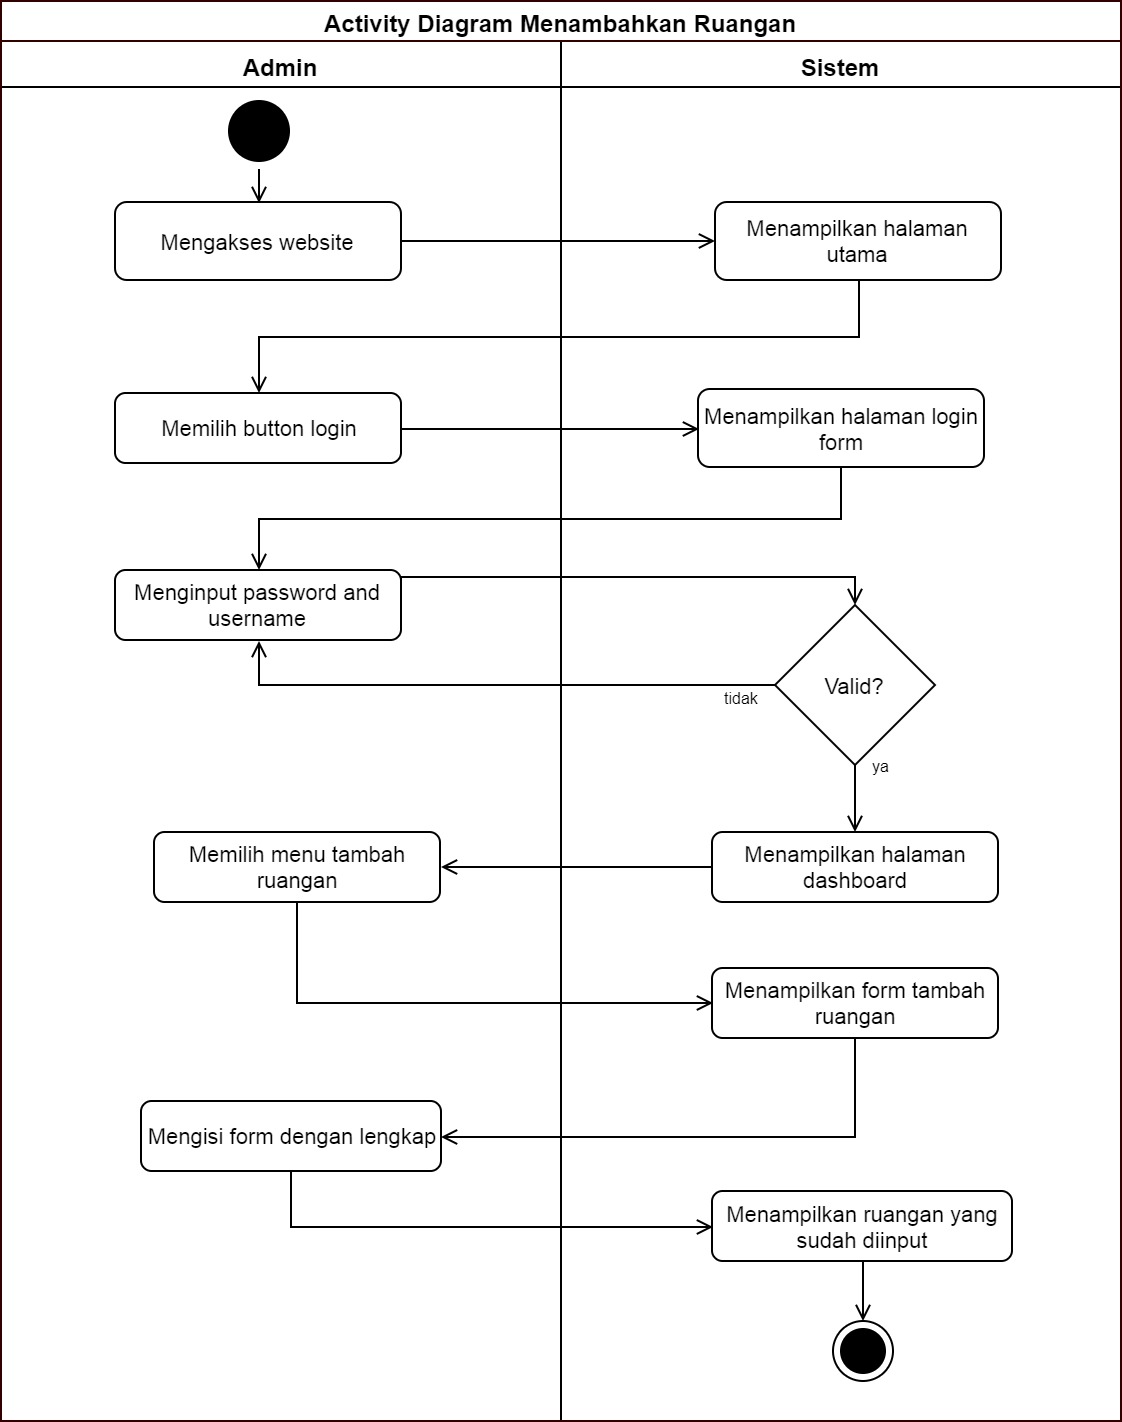 Activity Diagram Menambahkan Ruangan
Admin
Sistem
Mengakses website
Menampilkan halaman
utama
Memilih button login
Menampilkan halaman login
form
Menginput password and
username
Valid?
tidak
ya
Memilih menu tambah
ruangan
Menampilkan halaman
dashboard
Menampilkan form tambah
ruangan
Mengisi form dengan lengkap
Menampilkan ruangan yang
sudah diinput